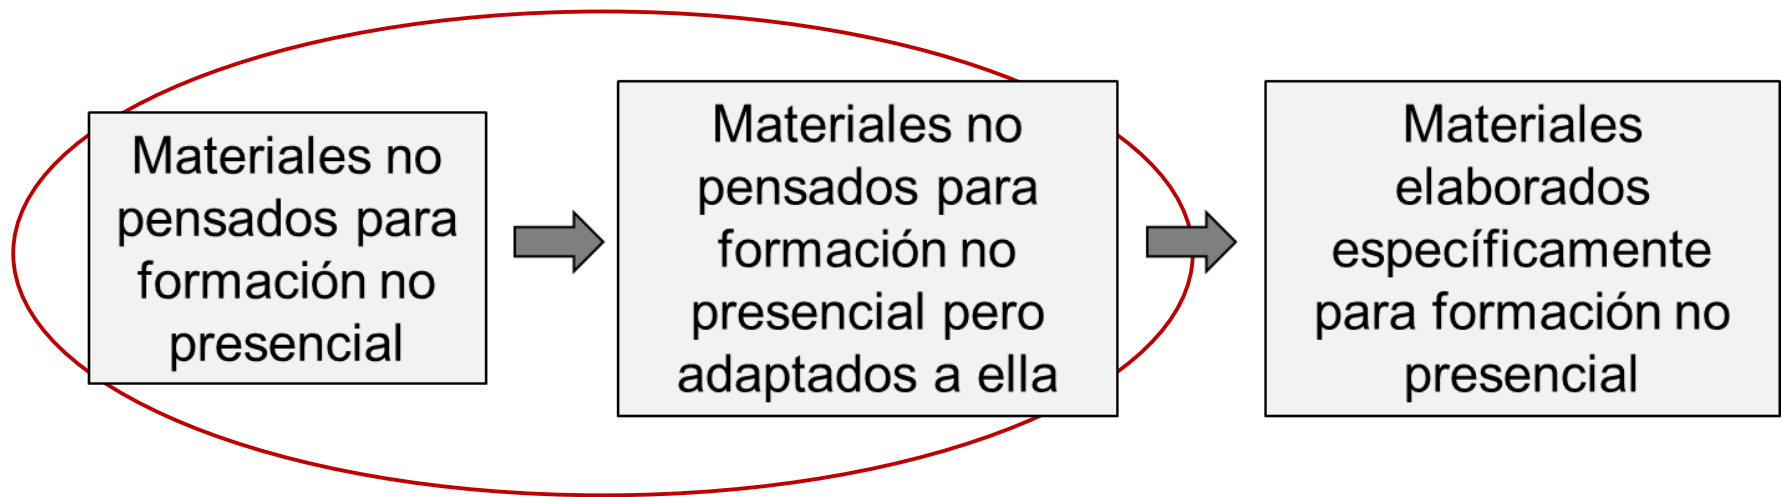 Materiales no
pensados para
formación no
presencial
Materiales no
pensados para
formación no
presencial pero
adaptados a ella
Materiales
elaborados
específicamente
para formación no
presencial